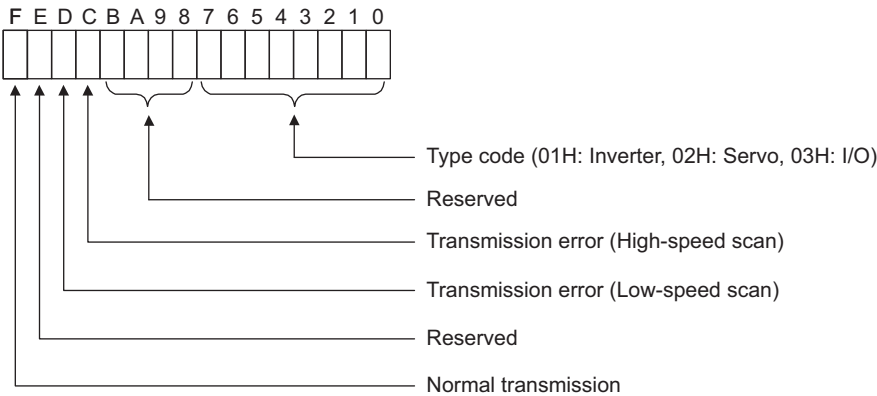 F E D C B A 9 8 7 6 5 4 3 2 1 0
Type code (01H: Inverter, 02H: Servo, 03H: I/O)
Reserved
Transmission error (High-speed scan)
Transmission error (Low-speed scan)
Reserved
Normal transmission